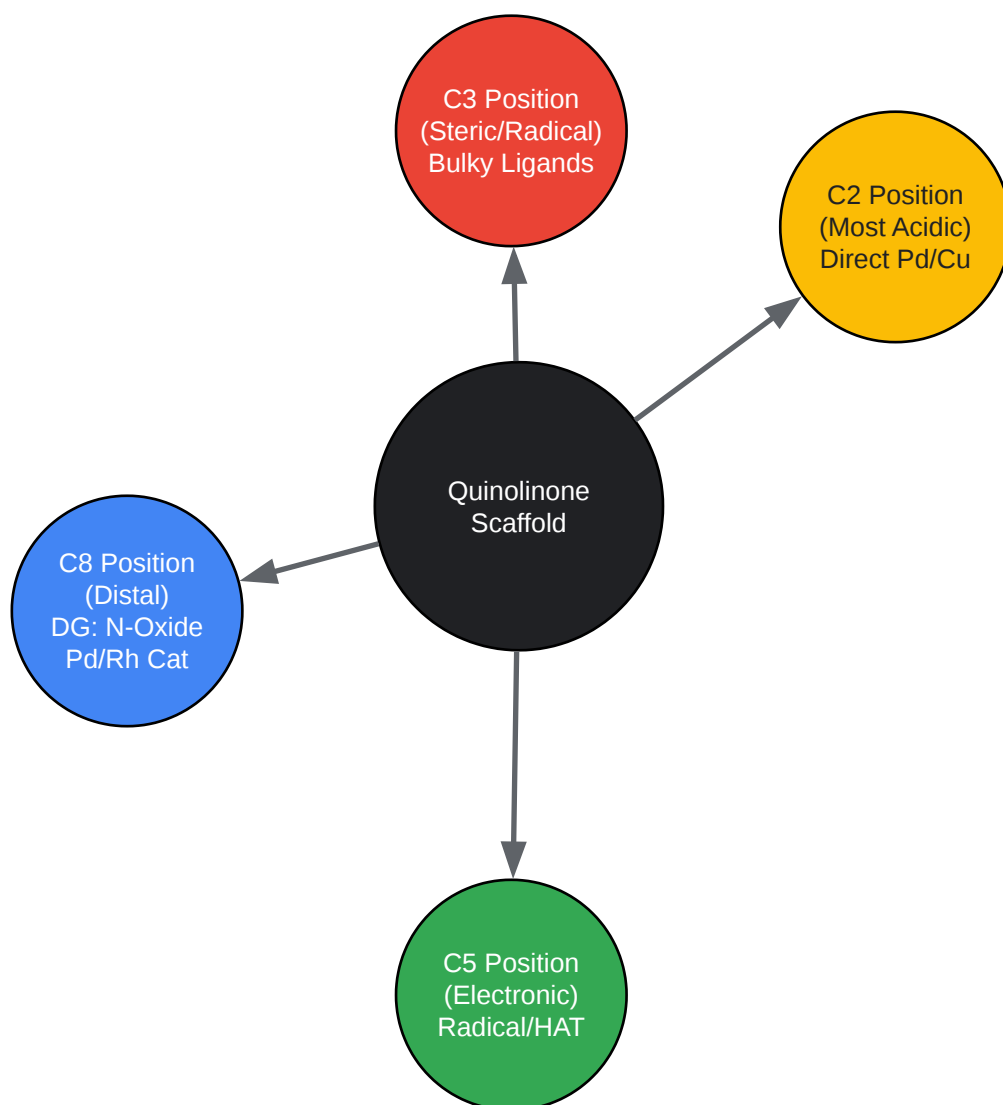 C3 Position
(Steric/Radical)
Bulky Ligands
C2 Position
(Most Acidic)
Direct Pd/Cu
Quinolinone
Scaffold
C8 Position
(Distal)
DG: N-Oxide
Pd/Rh Cat
C5 Position
(Electronic)
Radical/HAT